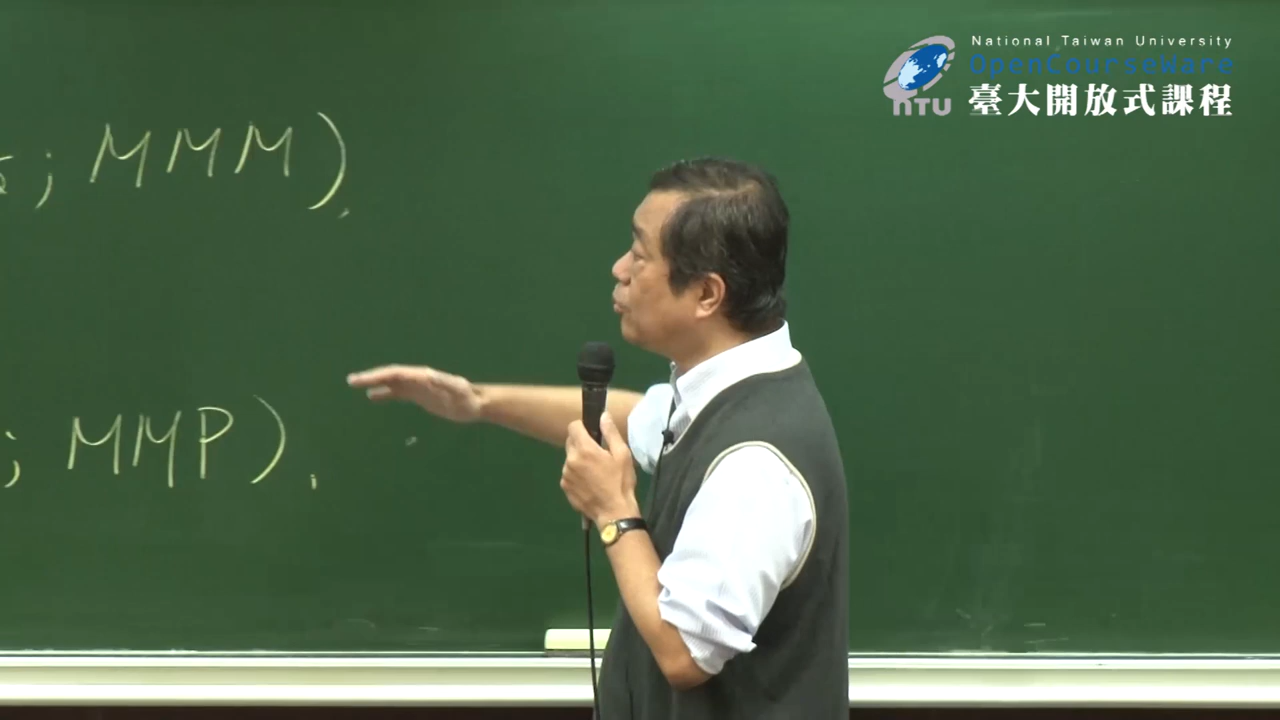 National Taiwan University
OpenCourseWare
nTU 臺大開放式課程
; MMM).
; MMP).